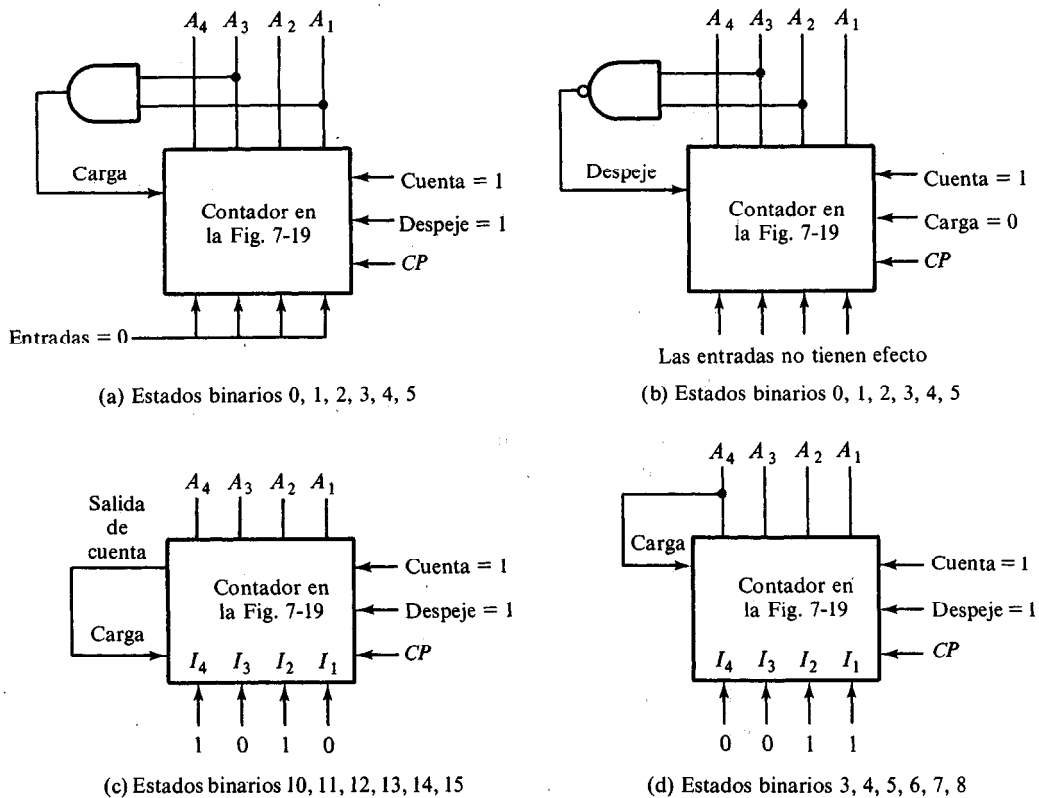 A4 A3 A2 A1
Carga
Contador en
la Fig. 7-19
Cuenta = 1
Despeje = 1
CP
Entradas = 0
(a) Estados binarios 0, 1, 2, 3, 4, 5
A4 A3 A2 A1
Despeje
Contador en
la Fig. 7-19
Cuenta = 1
Carga = 0
CP
Las entradas no tienen efecto
(b) Estados binarios 0, 1, 2, 3, 4, 5
A4 A3 A2 A1
Salida
de
cuenta
Carga
Contador en
la Fig. 7-19
Cuenta = 1
Despeje = 1
CP
I4 I3 I2 I1
1 0 1 0
(c) Estados binarios 10, 11, 12, 13, 14, 15
A4 A3 A2 A1
Carga
Contador en
la Fig. 7-19
Cuenta = 1
Despeje = 1
CP
I4 I3 I2 I1
0 0 1 1
(d) Estados binarios 3, 4, 5, 6, 7, 8